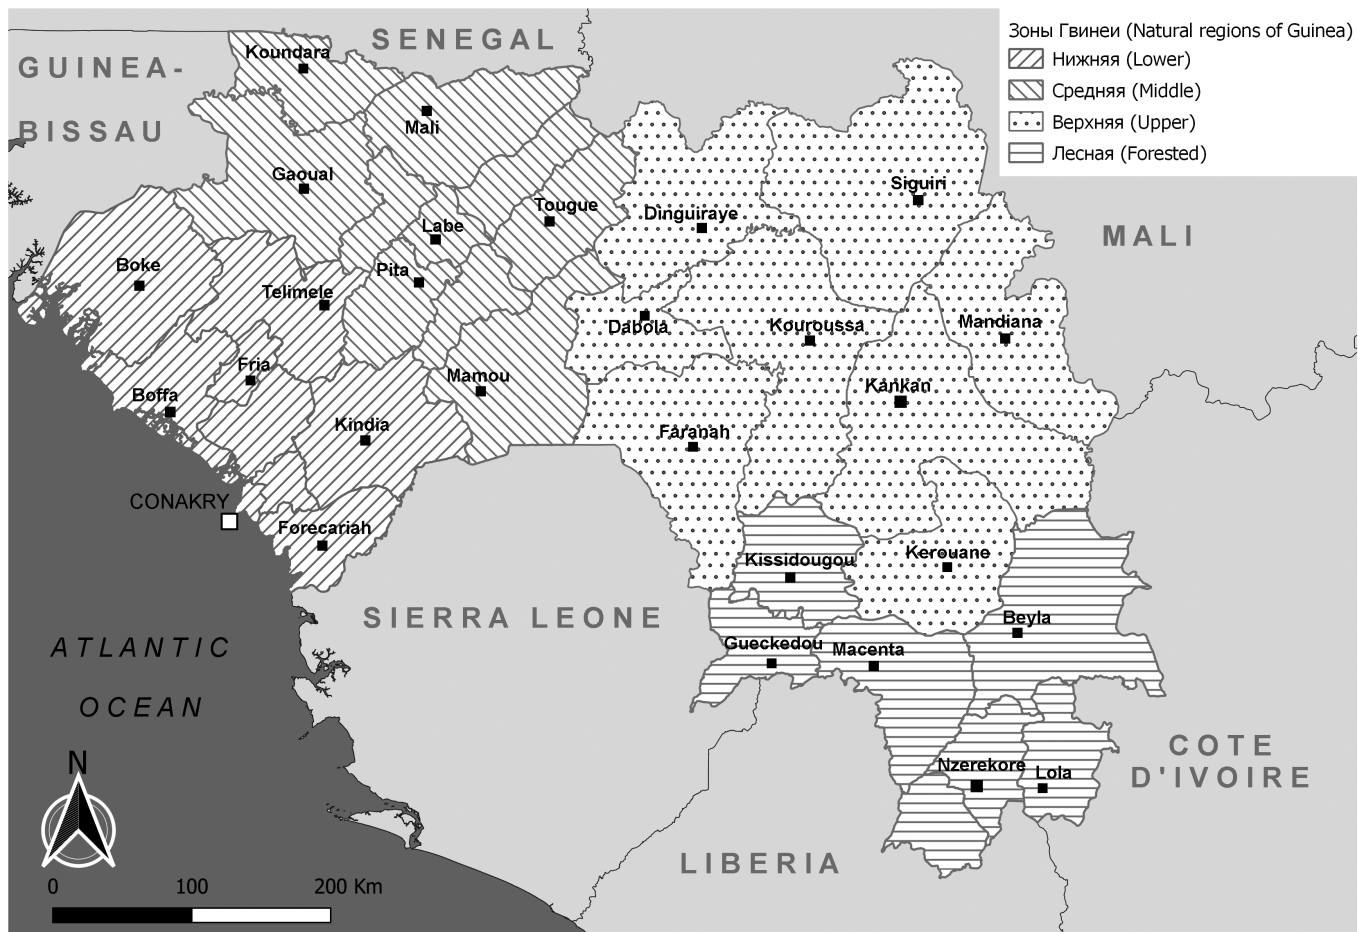 Зоны Гвинеи (Natural regions of Guinea)
Нижняя (Lower)
Средняя (Middle)
Верхняя (Upper)
Лесная (Forested)
SENEGAL
GUINEA-
BISSAU
Koundara
Mali
Gaoual
Siguiri
Tougue
Dinguiraye
Labe
MALI
Boke
Pita
Telimele
Dabola
Kouroussa
Mandiana
Fria
Mamou
Kankan
Boffa
Kindia
Faranah
CONAKRY
Forecariah
Kerouane
Kissidougou
SIERRA LEONE
Beyla
Gueckedou
Macenta
ATLANTIC
OCEAN
COTE
D'IVOIRE
Nzerekore
Lola
LIBERIA
N
0 100 200 Km